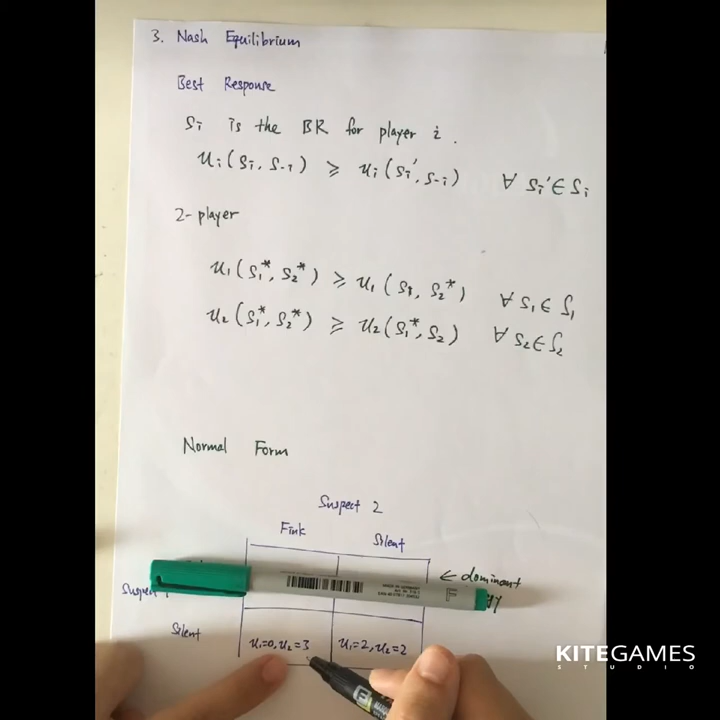 3. Nash Equilibrium
Best Response
Si is the BR for player i.
ui(si, s-i) ⩾ ui(si', s-i) ∀ si' ∈ Si
2-player
u1(s1*, s2*) ⩾ u1(s1, s2*) ∀ s1 ∈ S1
u2(s1*, s2*) ⩾ u2(s1*, s2) ∀ s2 ∈ S2
Normal Form
Suspect 2
Fink Silent
← dominant
Silent u1=0, u2=3 u1=2, u2=2
KITEGAMES
STUDIO